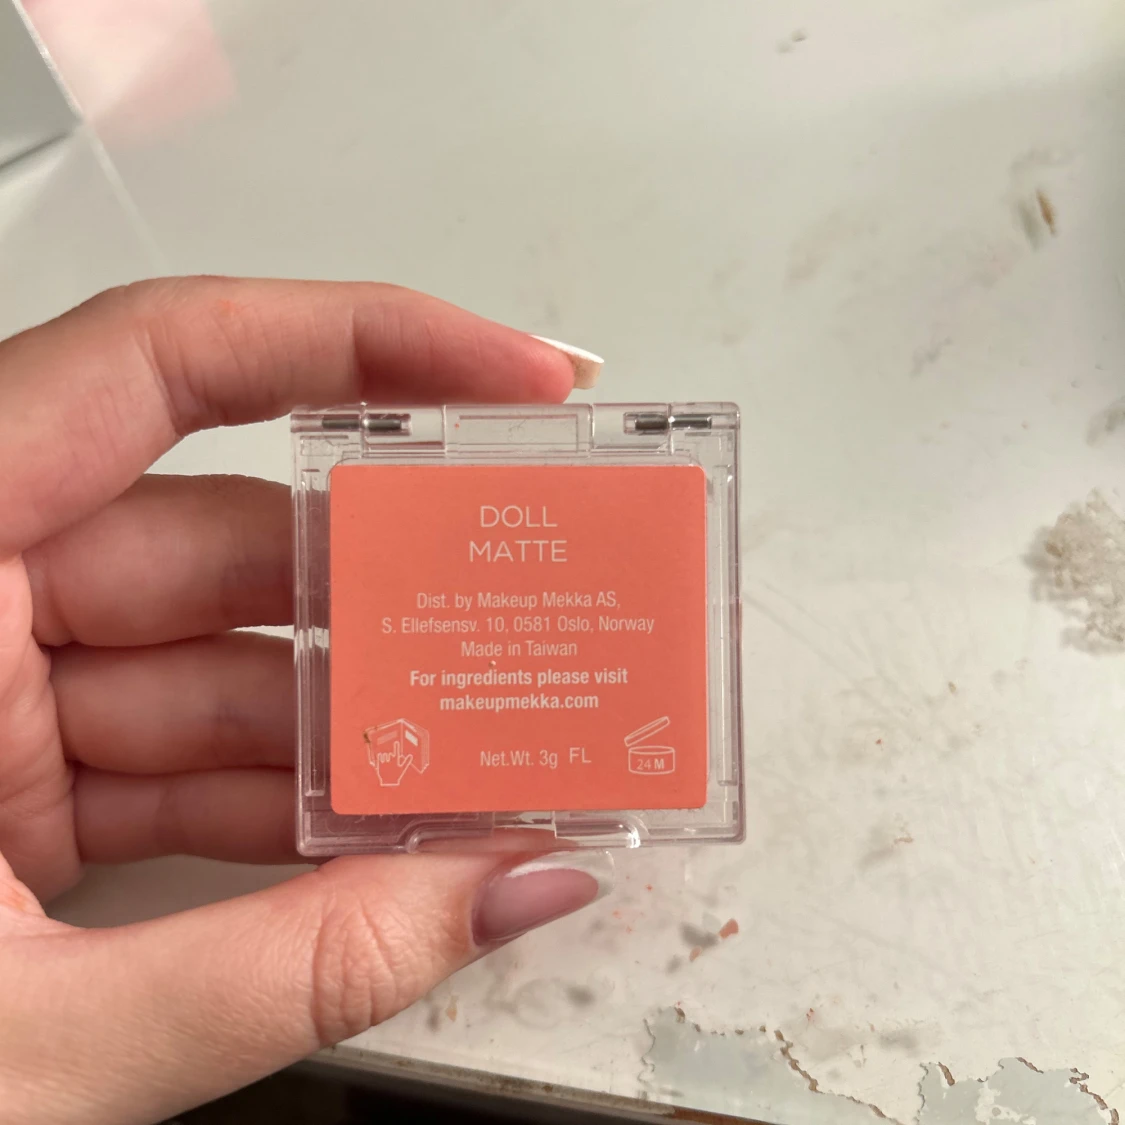 DOLL
MATTE
Dist. by Makeup Mekka AS,
S. Ellefsensv. 10, 0581 Oslo, Norway
Made in Taiwan
For ingredients please visit
makeupmekka.com
Net.Wt. 3g FL
24 M